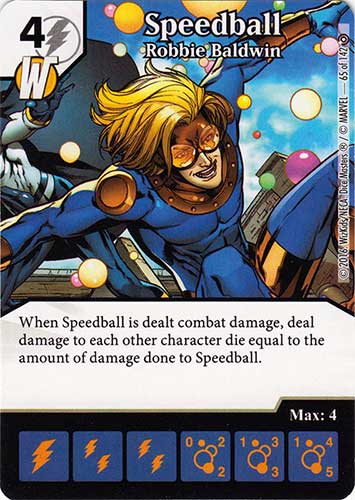 4
Speedball
Robbie Baldwin
W
© 2016 WizKids/NECA Dice Masters ® / © MARVEL — 65 of 142
When Speedball is dealt combat damage, deal
damage to each other character die equal to the
amount of damage done to Speedball.
Max: 4
0 2 2
1 3 3
1 4 5